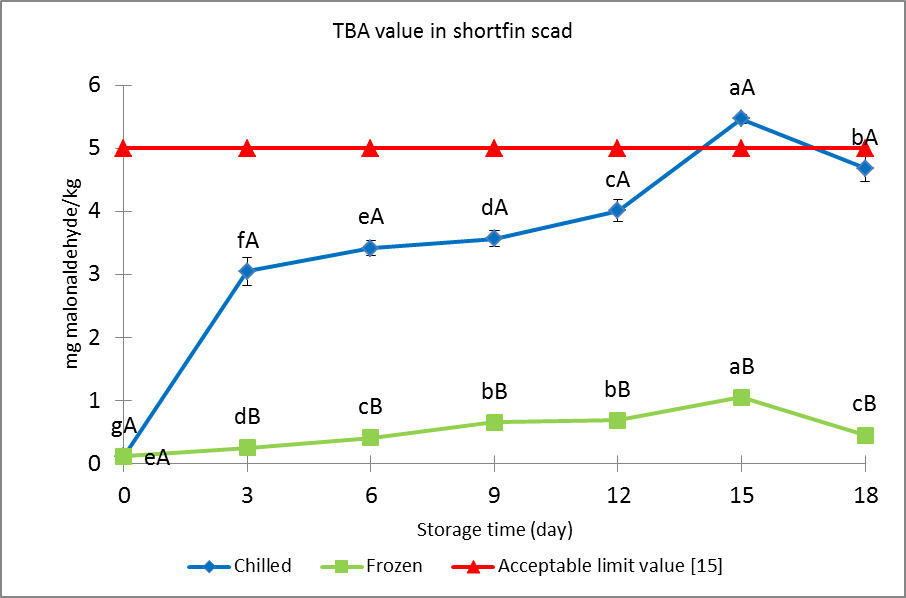 TBA value in shortfin scad
mg malonaldehyde/kg
6
5
4
3
2
1
0
aA
bA
cA
dA
eA
fA
gA
eA
dB
cB
bB
bB
aB
cB
0 3 6 9 12 15 18
Storage time (day)
Chilled Frozen Acceptable limit value [15]